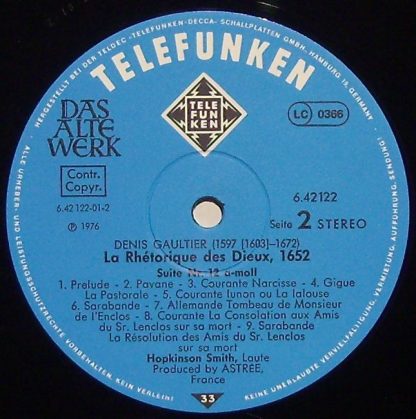 HERGESTELLT BEI DER TELDEC »TELEFUNKEN-DECCA« SCHALLPLATTEN GMBH·HAMBURG 19, GERMANY·
TELEFUNKEN
TELE
FUN
KEN
DAS
ALTE
WERK
LC 0366
Contr.
Copyr.
6.42 122-01-2
℗ 1976
6.42122
Seite 2 STEREO
DENIS GAULTIER (1597 [1603]–1672)
La Rhétorique des Dieux, 1652
Suite Nr. 12 a-moll
1. Prelude - 2. Pavane - 3. Courante Narcisse - 4. Gigue
La Pastorale - 5. Courante Iunon ou La Ialouse
6. Sarabande - 7. Allemande Tombeau de Monsieur
de l'Enclos - 8. Courante La Consolation aux Amis
du Sr. Lenclos sur sa mort - 9. Sarabande
La Résolution des Amis du Sr. Lenclos
sur sa mort
Hopkinson Smith, Laute
Produced by ASTRÉE,
France
33
ALLE URHEBER- UND LEISTUNGSSCHUTZRECHTE VORBEHALTEN
KEIN VERLEIH!
KEINE UNERLAUBTE VERVIELFÄLTIGUNG, VERMIETUNG, AUFFÜHRUNG, SENDUNG!